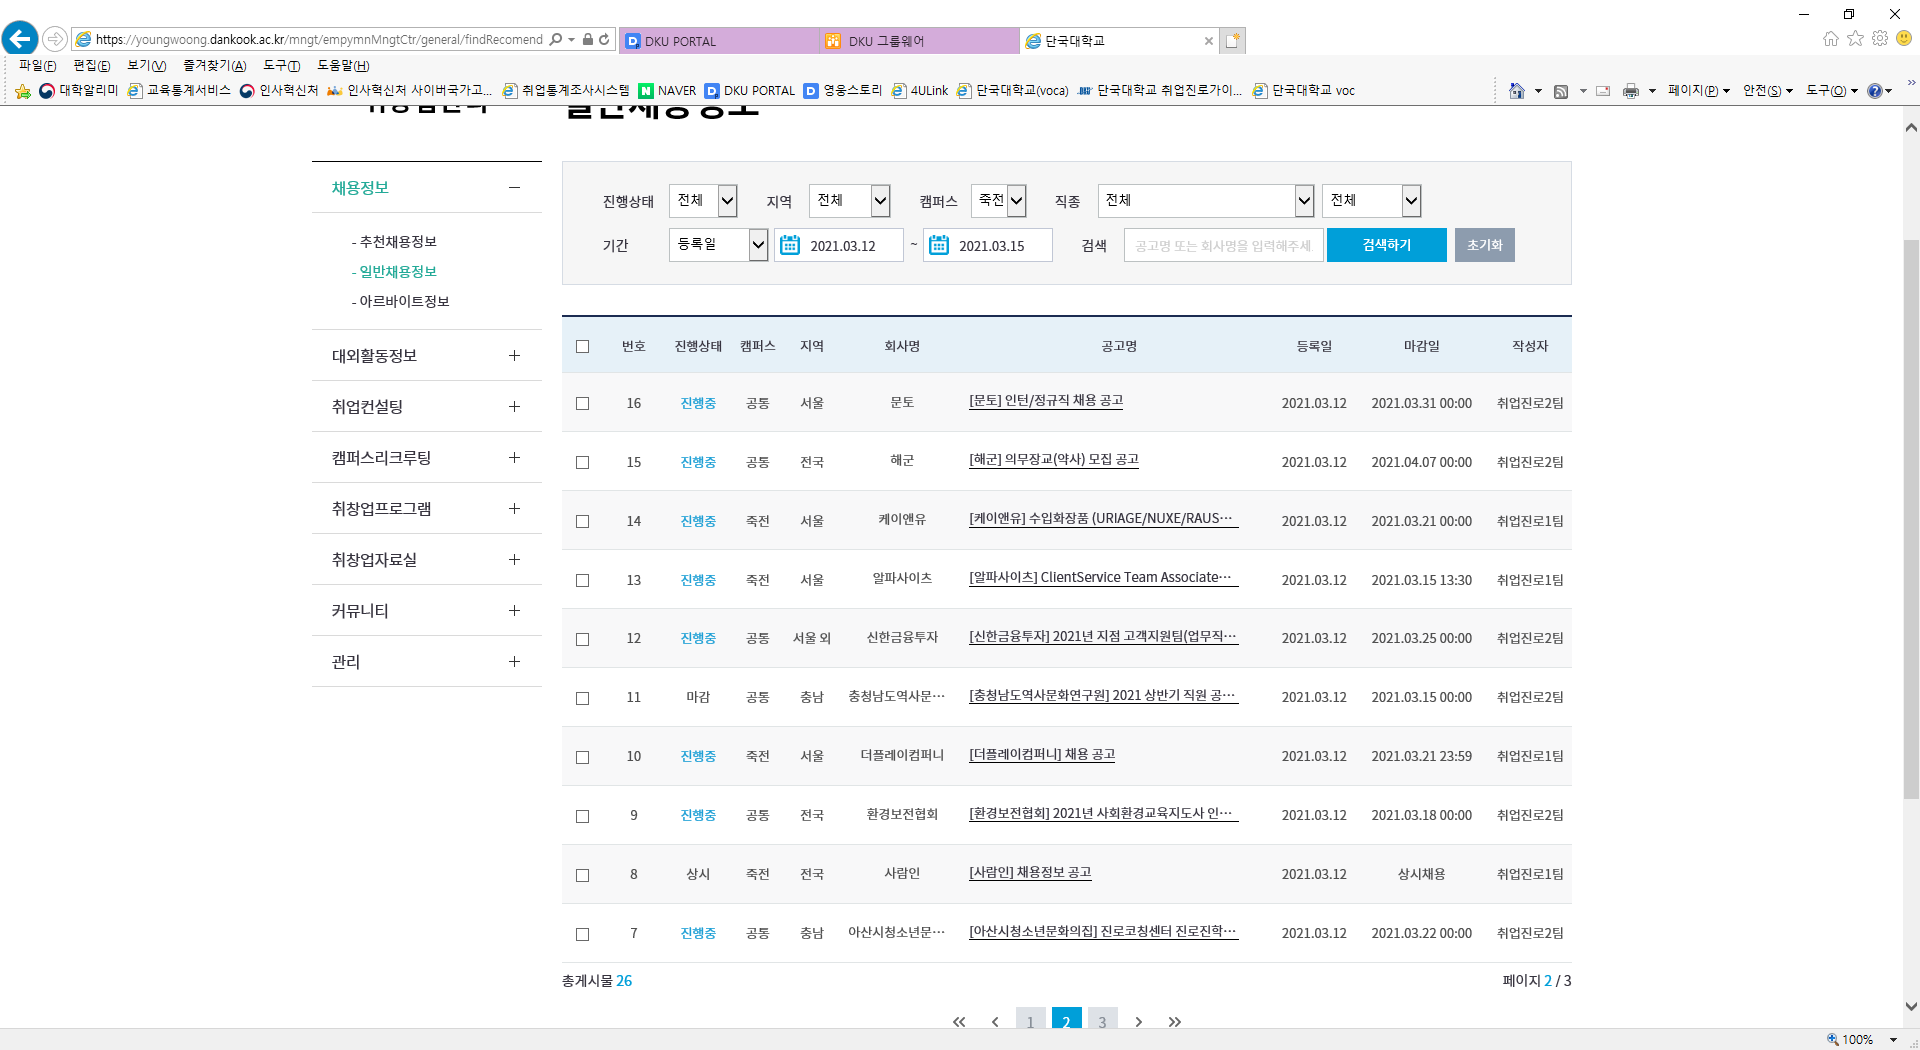 https://youngwoong.dankook.ac.kr/mngt/empymnMngtCtr/general/findRecomend
DKU PORTAL
DKU 그룹웨어
단국대학교
파일(F) 편집(E) 보기(V) 즐겨찾기(A) 도구(T) 도움말(H)
대학알리미 교육통계서비스 인사혁신처 인사혁신처 사이버국가고... 취업통계조사시스템 NAVER DKU PORTAL 영웅스토리 4ULink 단국대학교(voca) 단국대학교 취업진로가이... 단국대학교 voc
페이지(P) 안전(S) 도구(O)
일반채용정보
채용정보
- 추천채용정보
- 일반채용정보
- 아르바이트정보
대외활동정보
취업컨설팅
캠퍼스리크루팅
취창업프로그램
취창업자료실
커뮤니티
관리
진행상태 전체 지역 전체 캠퍼스 죽전 직종 전체 전체
기간 등록일 2021.03.12 ~ 2021.03.15 검색 공고명 또는 회사명을 입력해주세. 검색하기 초기화
번호 진행상태 캠퍼스 지역 회사명 공고명 등록일 마감일 작성자
16 진행중 공통 서울 문토 [문토] 인턴/정규직 채용 공고 2021.03.12 2021.03.31 00:00 취업진로2팀
15 진행중 공통 전국 해군 [해군] 의무장교(약사) 모집 공고 2021.03.12 2021.04.07 00:00 취업진로2팀
14 진행중 죽전 서울 케이앤유 [케이앤유] 수입화장품 (URIAGE/NUXE/RAUS··· 2021.03.12 2021.03.21 00:00 취업진로1팀
13 진행중 죽전 서울 알파사이츠 [알파사이츠] ClientService Team Associate··· 2021.03.12 2021.03.15 13:30 취업진로1팀
12 진행중 공통 서울 외 신한금융투자 [신한금융투자] 2021년 지점 고객지원팀(업무직··· 2021.03.12 2021.03.25 00:00 취업진로2팀
11 마감 공통 충남 충청남도역사문··· [충청남도역사문화연구원] 2021 상반기 직원 공··· 2021.03.12 2021.03.15 00:00 취업진로2팀
10 진행중 죽전 서울 더플레이컴퍼니 [더플레이컴퍼니] 채용 공고 2021.03.12 2021.03.21 23:59 취업진로1팀
9 진행중 공통 전국 환경보전협회 [환경보전협회] 2021년 사회환경교육지도사 인··· 2021.03.12 2021.03.18 00:00 취업진로2팀
8 상시 죽전 전국 사람인 [사람인] 채용정보 공고 2021.03.12 상시채용 취업진로1팀
7 진행중 공통 충남 아산시청소년문··· [아산시청소년문화의집] 진로코칭센터 진로진학··· 2021.03.12 2021.03.22 00:00 취업진로2팀
총게시물 26
페이지 2 / 3
1 2 3
100%